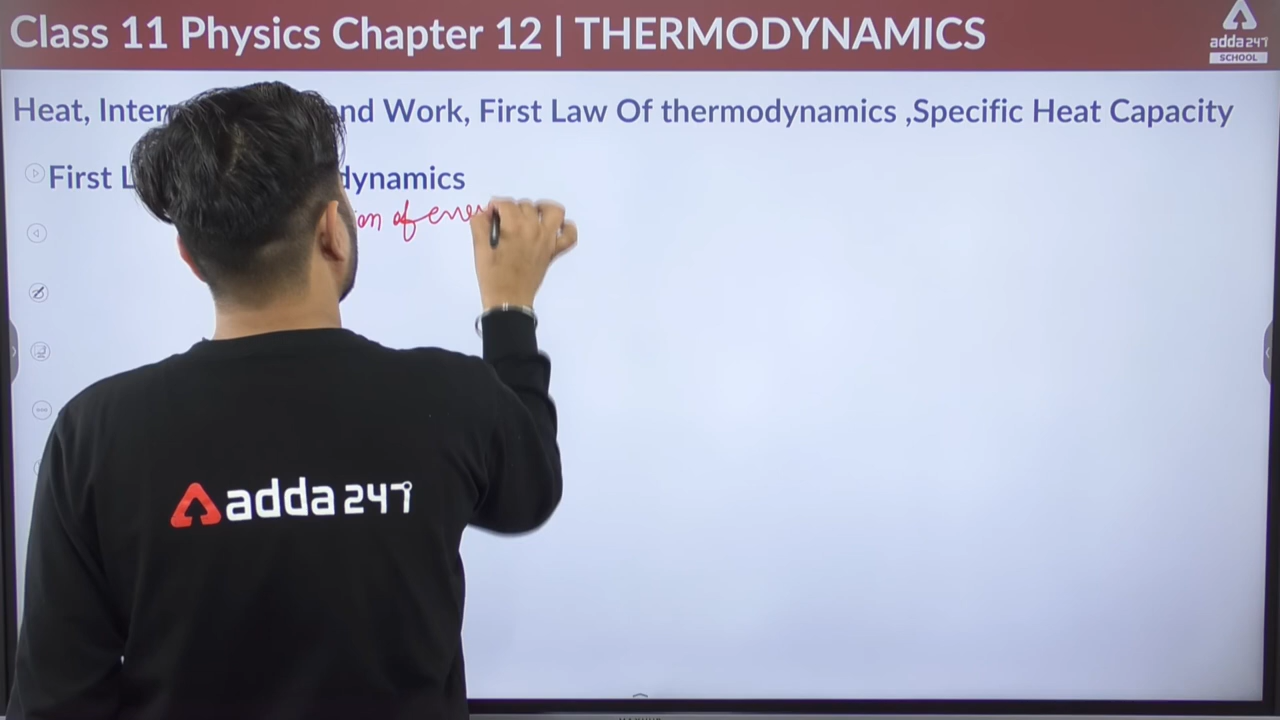 Class 11 Physics Chapter 12 | THERMODYNAMICS
adda247
SCHOOL
Heat, Inter nd Work, First Law Of thermodynamics ,Specific Heat Capacity
First L dynamics
ion of ener
adda247